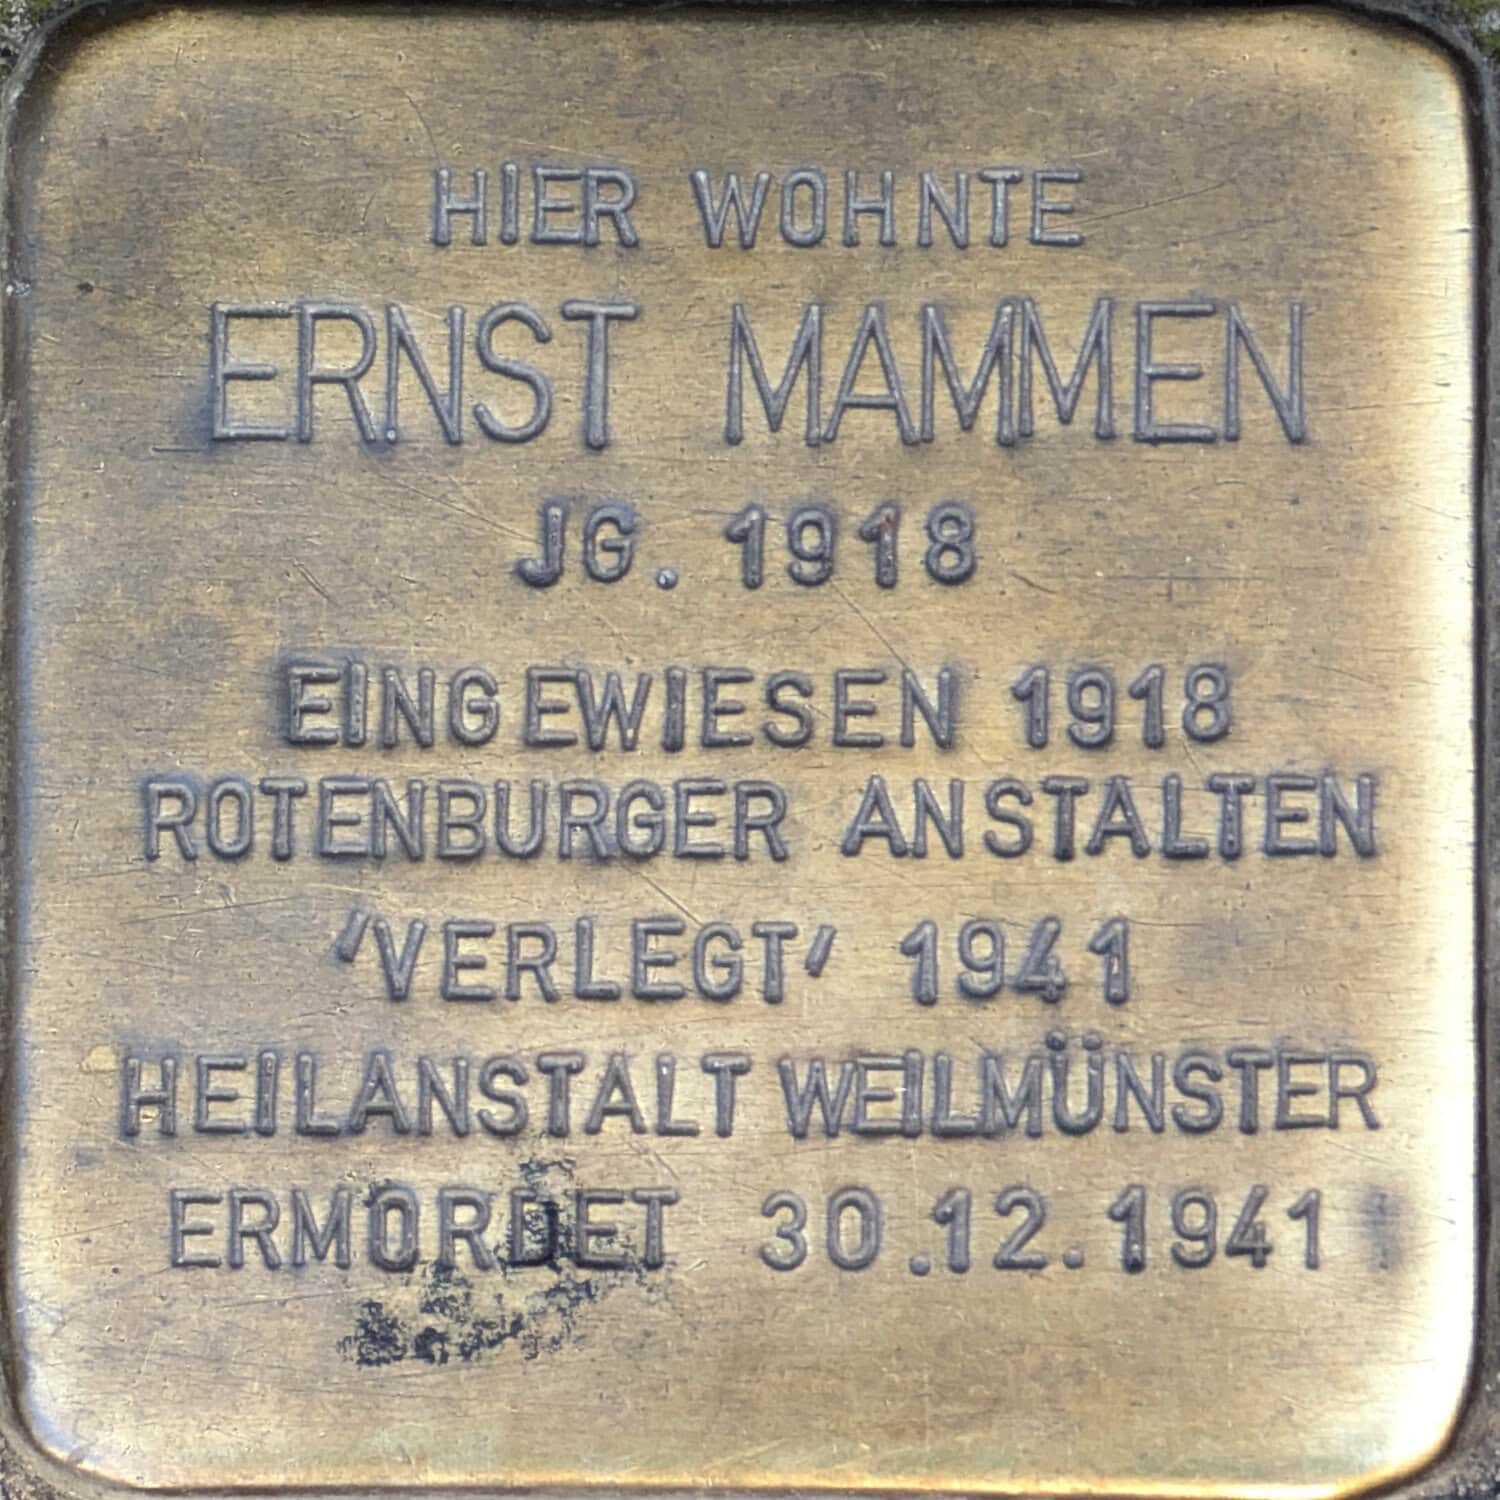 HIER WOHNTE
ERNST MAMMEN
JG. 1918
EINGEWIESEN 1918
ROTENBURGER ANSTALTEN
'VERLEGT' 1941
HEILANSTALT WEILMÜNSTER
ERMORDET 30.12.1941